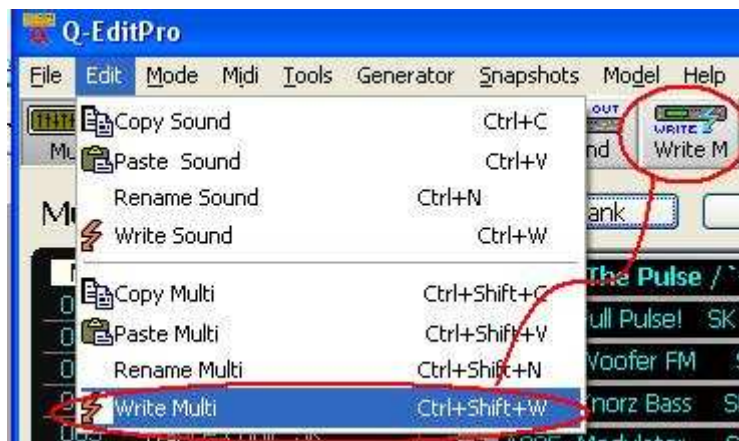 Q-EditPro
File Edit Mode Midi Tools Generator Snapshots Model Help
Copy Sound Ctrl+C
Paste Sound Ctrl+V
Rename Sound Ctrl+N
Write Sound Ctrl+W
Copy Multi Ctrl+Shift+C
Paste Multi Ctrl+Shift+V
Rename Multi Ctrl+Shift+N
Write Multi Ctrl+Shift+W
OUT
WRITE
Mu
nd
Write M
ank
The Pulse /
ull Pulse! SK
Woofer FM
norz Bass